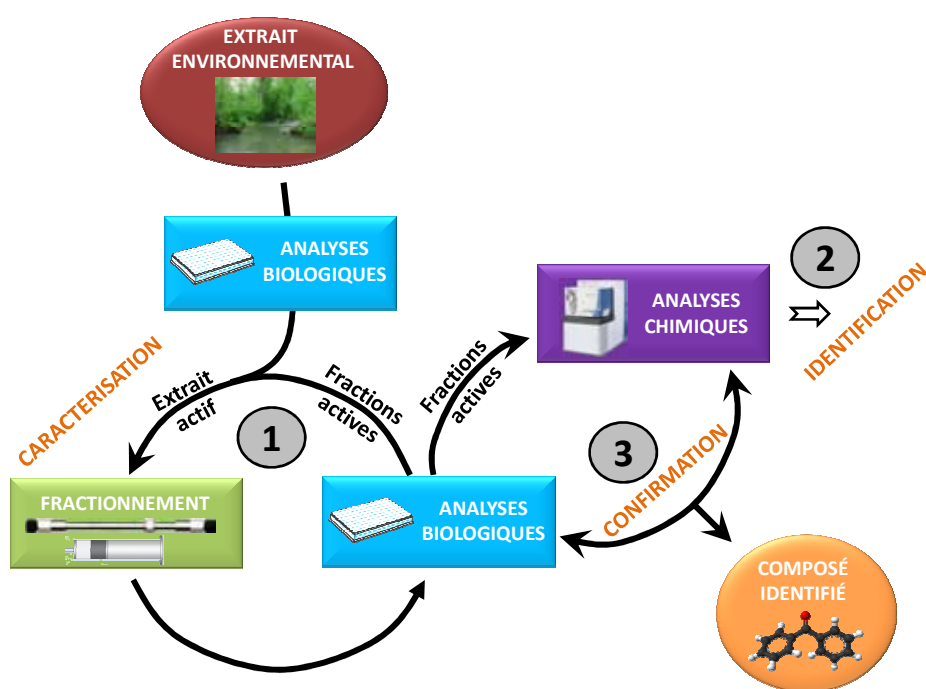 EXTRAIT
ENVIRONNEMENTAL
ANALYSES
BIOLOGIQUES
2
ANALYSES
CHIMIQUES
IDENTIFICATION
CARACTERISATION
Extrait
actif
1
Fractions
actives
Fractions
actives
3
CONFIRMATION
FRACTIONNEMENT
ANALYSES
BIOLOGIQUES
COMPOSÉ
IDENTIFIÉ